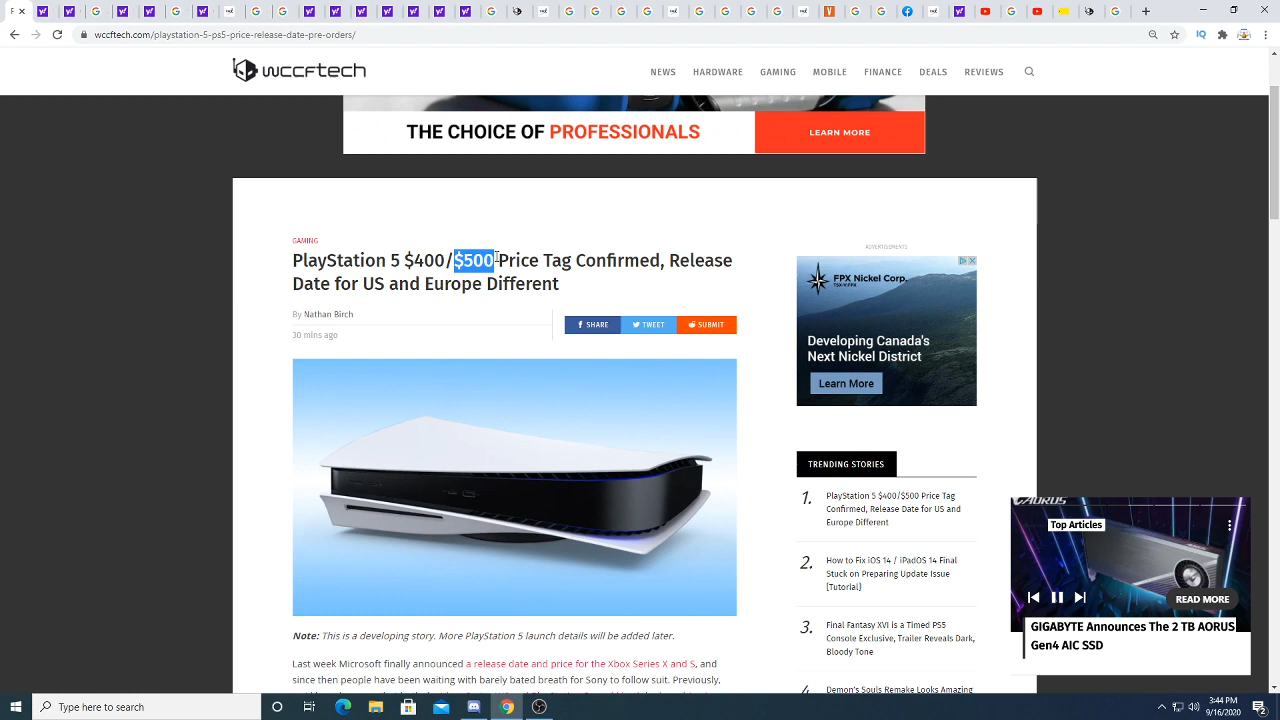 wccftech.com/playstation-5-ps5-release-date-pre-orders/
wccftech
NEWS HARDWARE GAMING MOBILE FINANCE DEALS REVIEWS
THE CHOICE OF PROFESSIONALS
LEARN MORE
GAMING
PlayStation 5 $400/$500 Price Tag Confirmed, Release
Date for US and Europe Different
By Nathan Birch
30 mins ago
SHARE TWEET SUBMIT
Note: This is a developing story. More PlayStation 5 launch details will be added later.
Last week Microsoft finally announced a release date and price for the Xbox Series X and S, and
since then people have been waiting with barely bated breath for Sony to follow suit. Previously,
ADVERTISEMENTS
FPX Nickel Corp.
TSX-V:FPX
Developing Canada's
Next Nickel District
Learn More
TRENDING STORIES
1. PlayStation 5 $400/$500 Price Tag
Confirmed, Release Date for US and
Europe Different
2. How to Fix iOS 14 / iPadOS 14 Final
Stuck on Preparing Update Issue
[Tutorial]
3. Final Fantasy XVI is a Timed PS5
Console Exclusive, Trailer Reveals Dark,
Bloody Tone
4. Demon's Souls Remake Looks Amazing
AORUS
Top Articles
READ MORE
GIGABYTE Announces The 2 TB AORUS
Gen4 AIC SSD
Type here to search
3:44 PM
9/16/2020